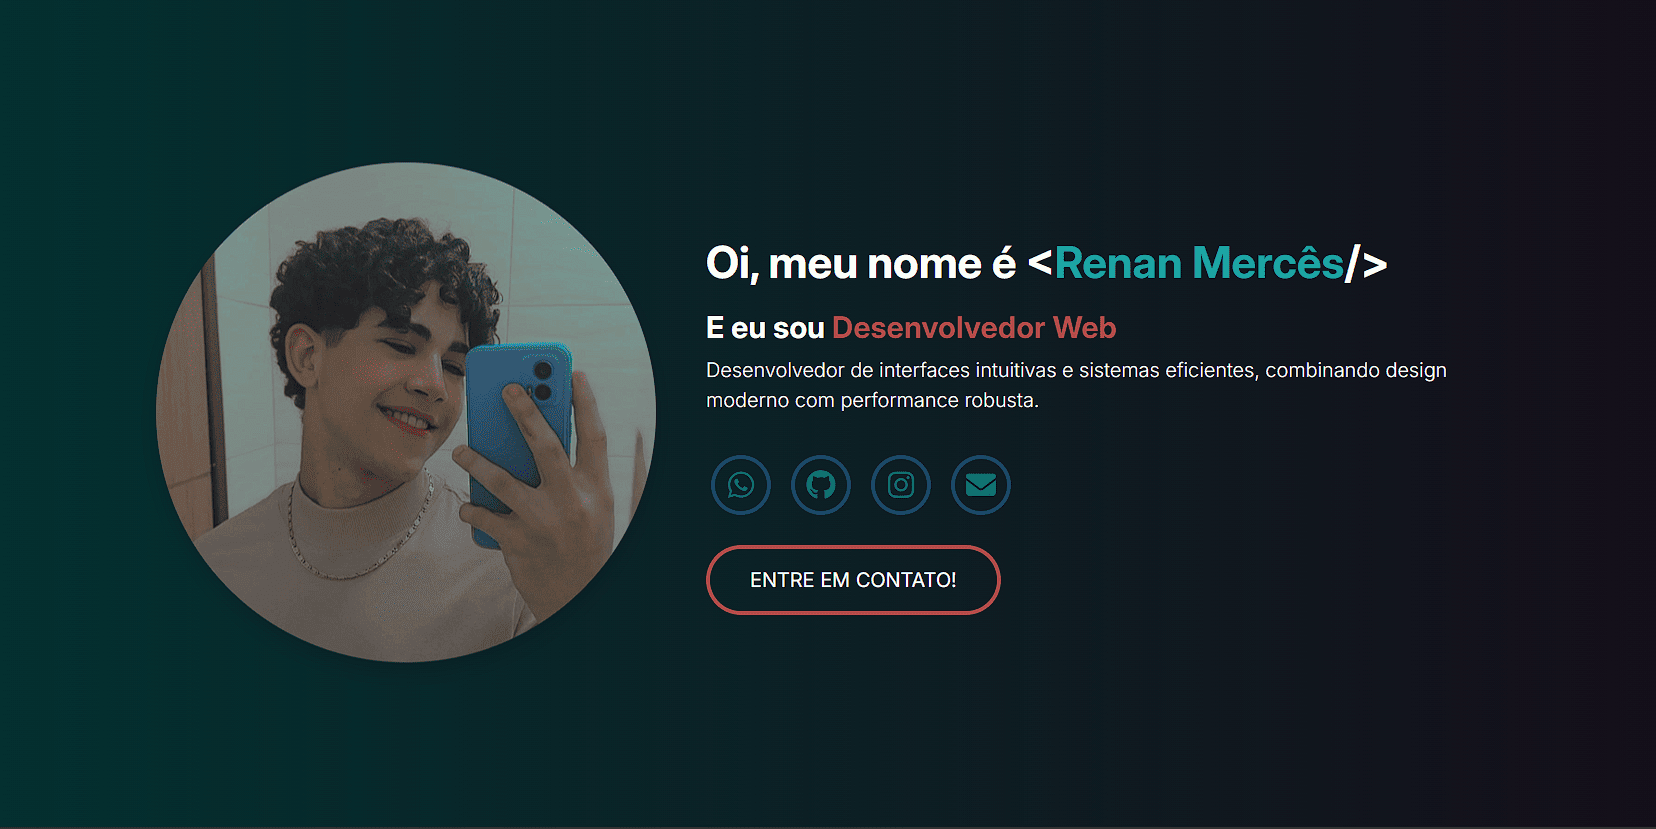 Oi, meu nome é <Renan Mercês/>
E eu sou Desenvolvedor Web
Desenvolvedor de interfaces intuitivas e sistemas eficientes, combinando design
moderno com performance robusta.
ENTRE EM CONTATO!